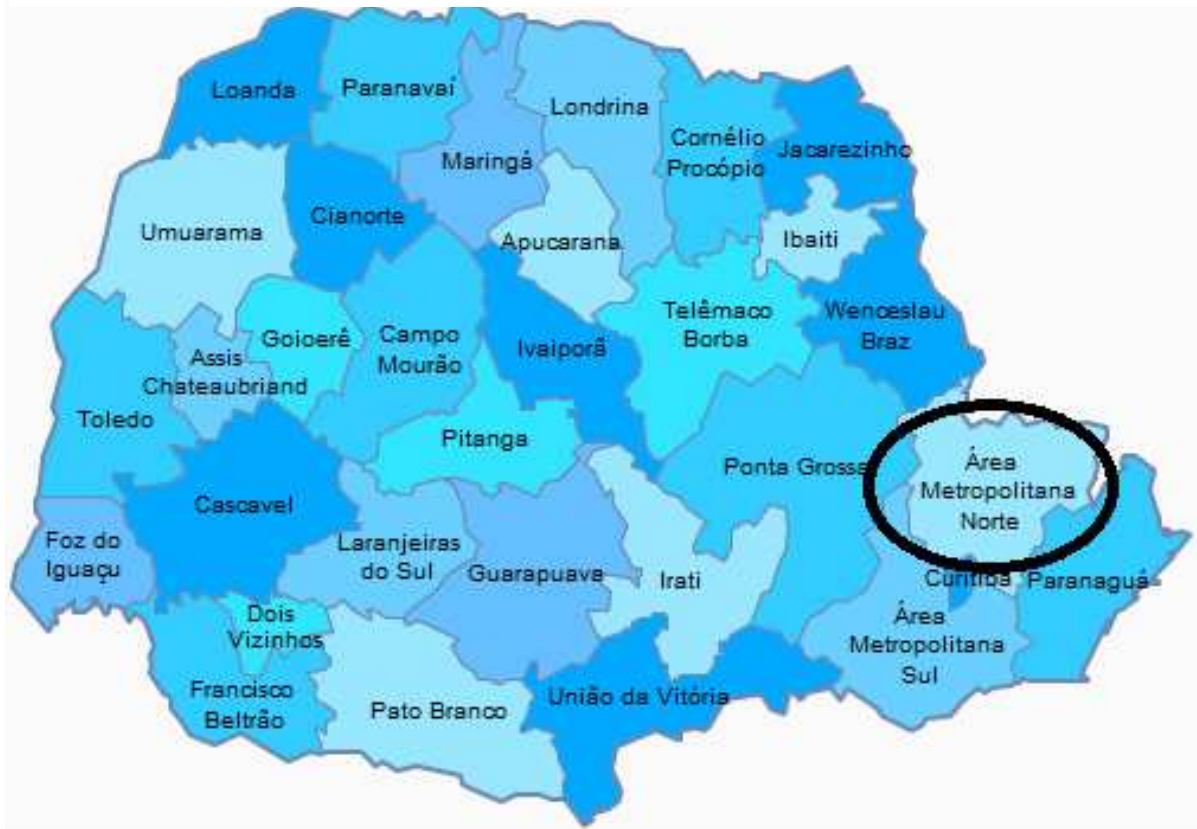 Loanda
Paranavaí
Londrina
Maringá
Cornélio
Procópio
Jacarezinho
Umuarama
Cianorte
Apucarana
Ibaiti
Telêmaco
Borba
Wenceslau
Braz
Goioerê
Campo
Mourão
Ivaiporã
Assis
Chateaubriand
Toledo
Pitanga
Ponta Grossa
Área
Metropolitana
Norte
Cascavel
Foz do
Iguaçu
Laranjeiras
do Sul
Guarapuava
Irati
Curitiba
Paranaguá
Dois
Vizinhos
Área
Metropolitana
Sul
Francisco
Beltrão
Pato Branco
União da Vitória